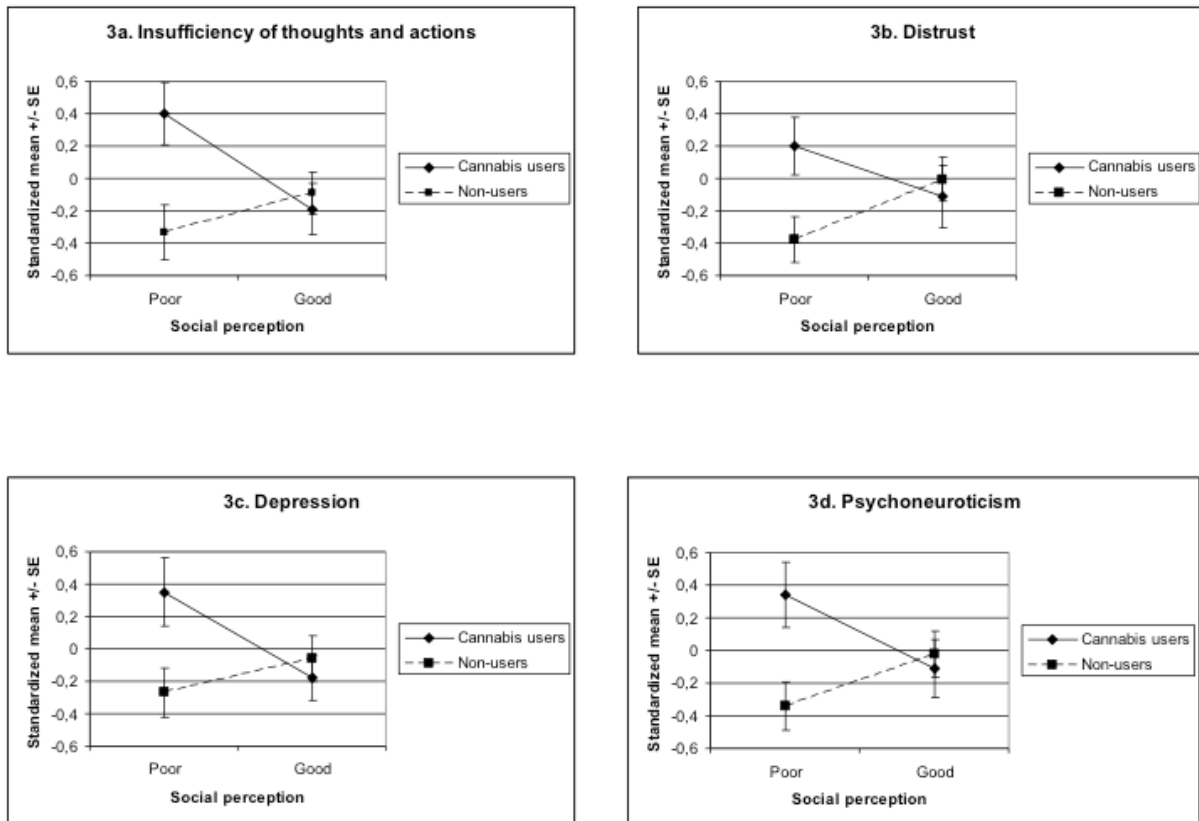 3a. Insufficiency of thoughts and actions
Standardized mean +/- SE
0,6
0,4
0,2
0
-0,2
-0,4
-0,6
Poor
Good
Social perception
Cannabis users
Non-users
3b. Distrust
Standardized mean +/- SE
0,6
0,4
0,2
0
-0,2
-0,4
-0,6
Poor
Good
Social perception
Cannabis users
Non-users
3c. Depression
Standardized mean +/- SE
0,6
0,4
0,2
0
-0,2
-0,4
-0,6
Poor
Good
Social perception
Cannabis users
Non-users
3d. Psychoneuroticism
Standardized mean +/- SE
0,6
0,4
0,2
0
-0,2
-0,4
-0,6
Poor
Good
Social perception
Cannabis users
Non-users